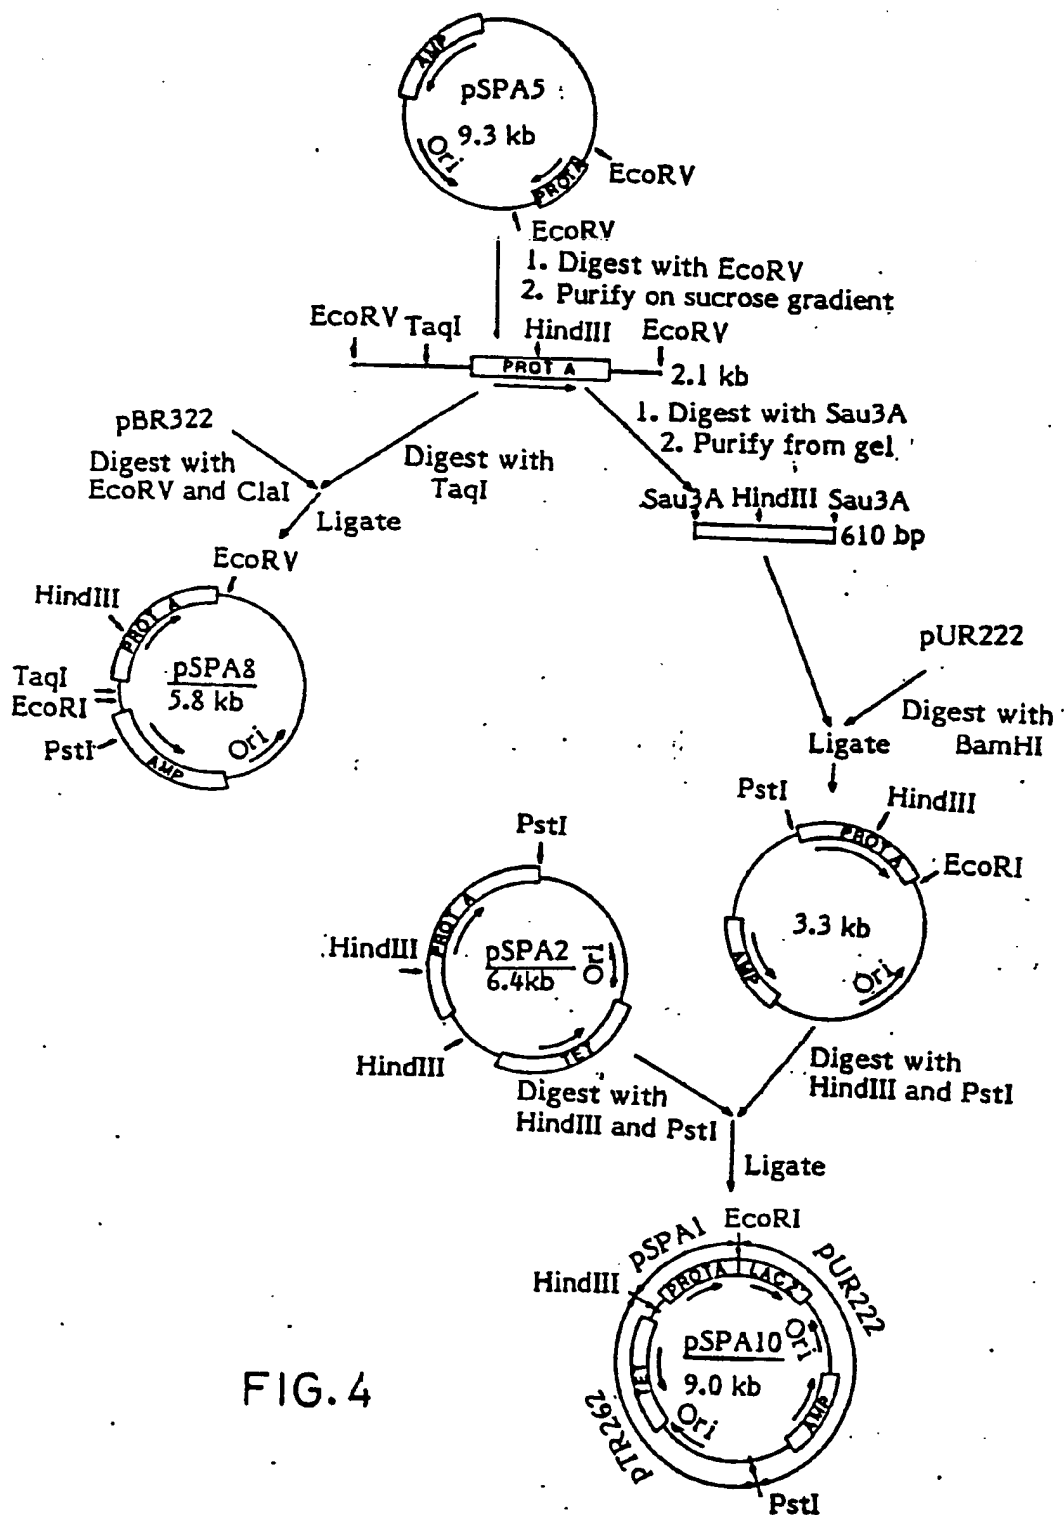 AMP
pSPA5
9.3 kb
Ori
PROT A
EcoRV
EcoRV
1. Digest with EcoRV
2. Purify on sucrose gradient
EcoRV
TaqI
HindIII
EcoRV
PROT A
2.1 kb
1. Digest with Sau3A
2. Purify from gel
pBR322
Digest with
EcoRV and ClaI
Digest with
TaqI
Ligate
Sau3A HindIII Sau3A
610 bp
EcoRV
HindIII
PROT A
pSPA8
5.8 kb
TaqI
EcoRI
PstI
AMP
Ori
pUR222
Digest with
BamHI
Ligate
PstI
HindIII
PROT A
EcoRI
3.3 kb
AMP
Ori
PstI
PROT A
HindIII
pSPA2
6.4kb
Ori
HindIII
TET
Digest with
HindIII and PstI
Digest with
HindIII and PstI
Ligate
EcoRI
pSPA1
pUR222
HindIII
PROT A
LAC Z'
pSPA10
9.0 kb
Ori
TET
Ori
AMP
pTR262
PstI
FIG. 4